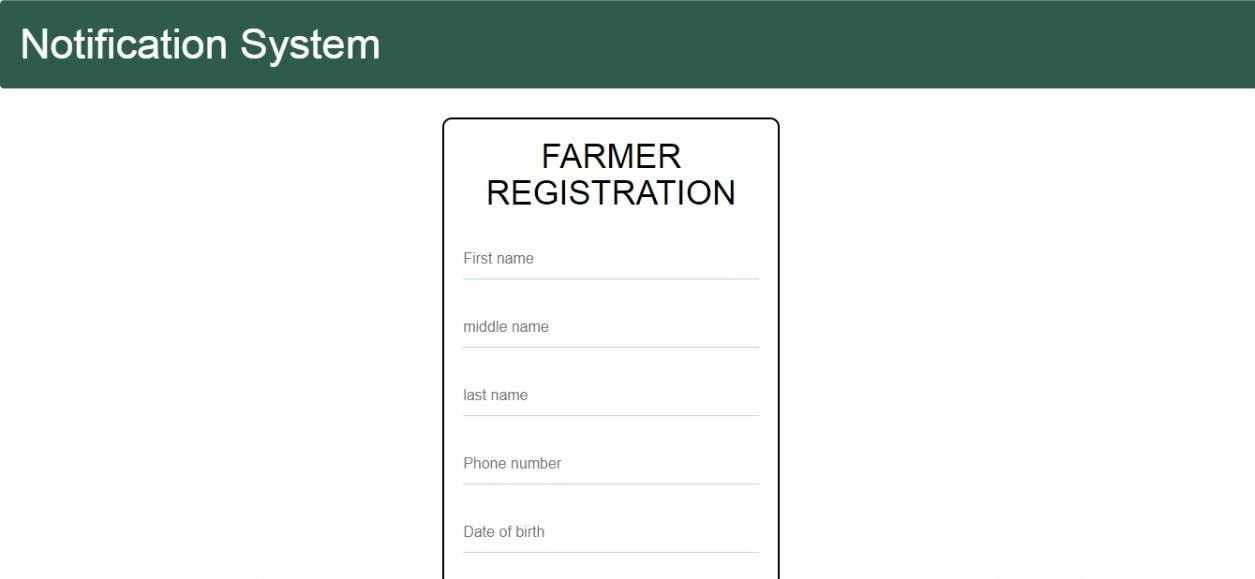 Notification System
FARMER
REGISTRATION
First name
middle name
last name
Phone number
Date of birth